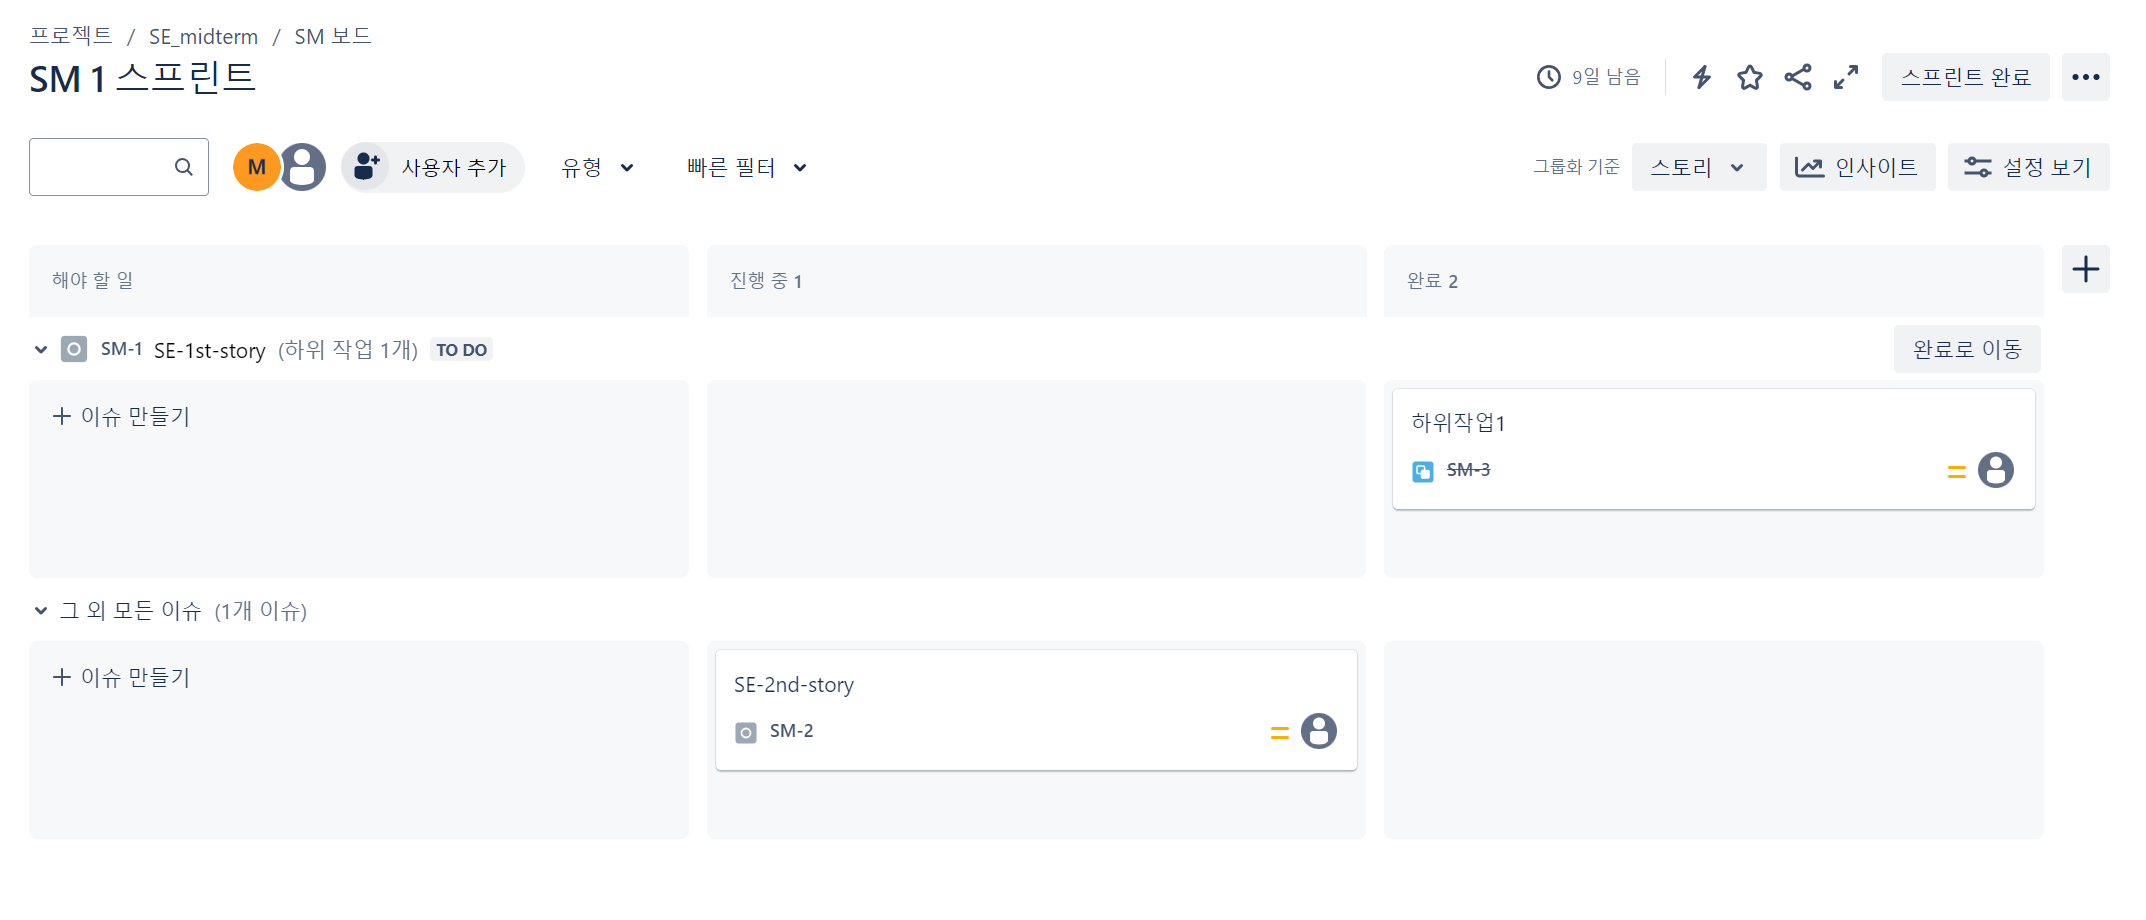 프로젝트 / SE_midterm / SM 보드
SM 1 스프린트
9일 남음
스프린트 완료
M
사용자 추가
유형
빠른 필터
그룹화 기준
스토리
인사이트
설정 보기
해야 할 일
진행 중 1
완료 2
SM-1 SE-1st-story (하위 작업 1개) TO DO
완료로 이동
이슈 만들기
하위작업1
SM-3
그 외 모든 이슈 (1개 이슈)
이슈 만들기
SE-2nd-story
SM-2